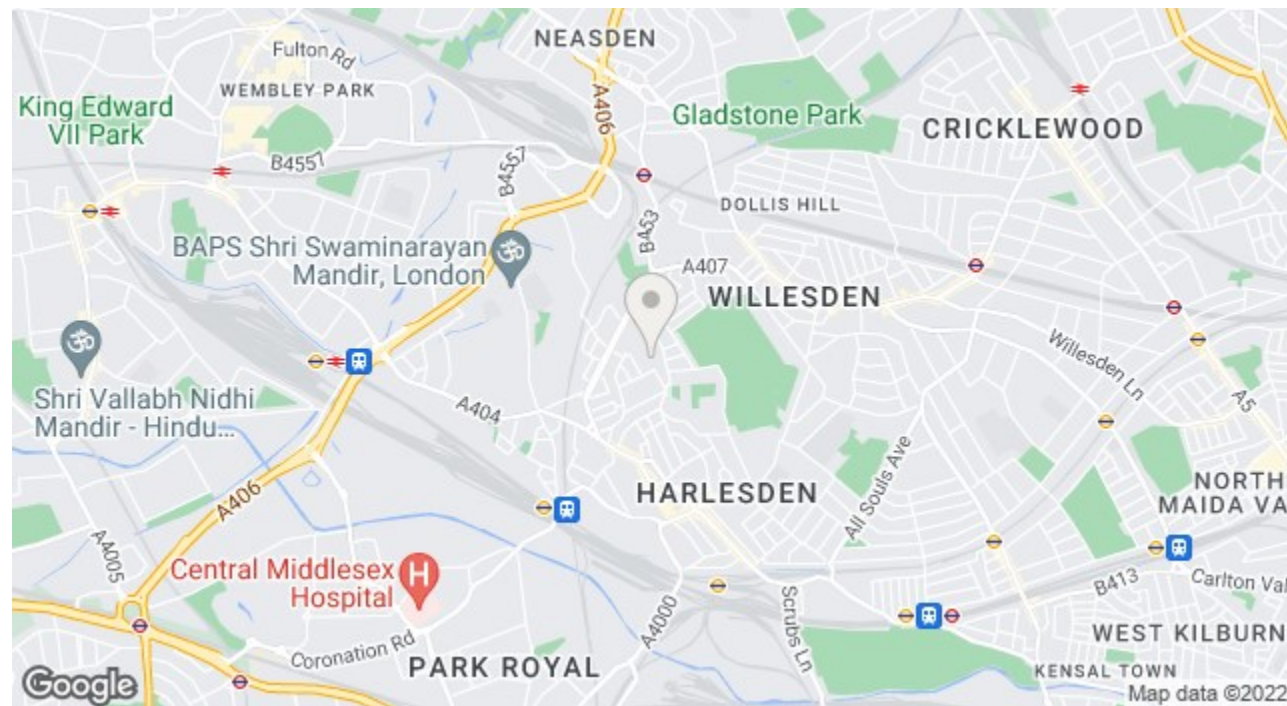 NEASDEN
Fulton Rd
WEMBLEY PARK
A406
King Edward
VII Park
Gladstone Park
CRICKLEWOOD
B4557
B4557
B453
DOLLIS HILL
BAPS Shri Swaminarayan
Mandir, London
A407
WILLESDEN
Willesden Ln
Shri Vallabh Nidhi
Mandir - Hindu...
A404
A5
All Souls Ave
NORTH
MAIDA VA
HARLESDEN
A406
A4005
Central Middlesex
Hospital
H
B413
Carlton Val
Scrubs Ln
A4000
Coronation Rd
PARK ROYAL
WEST KILBURN
KENSAL TOWN
Google
Map data ©2022